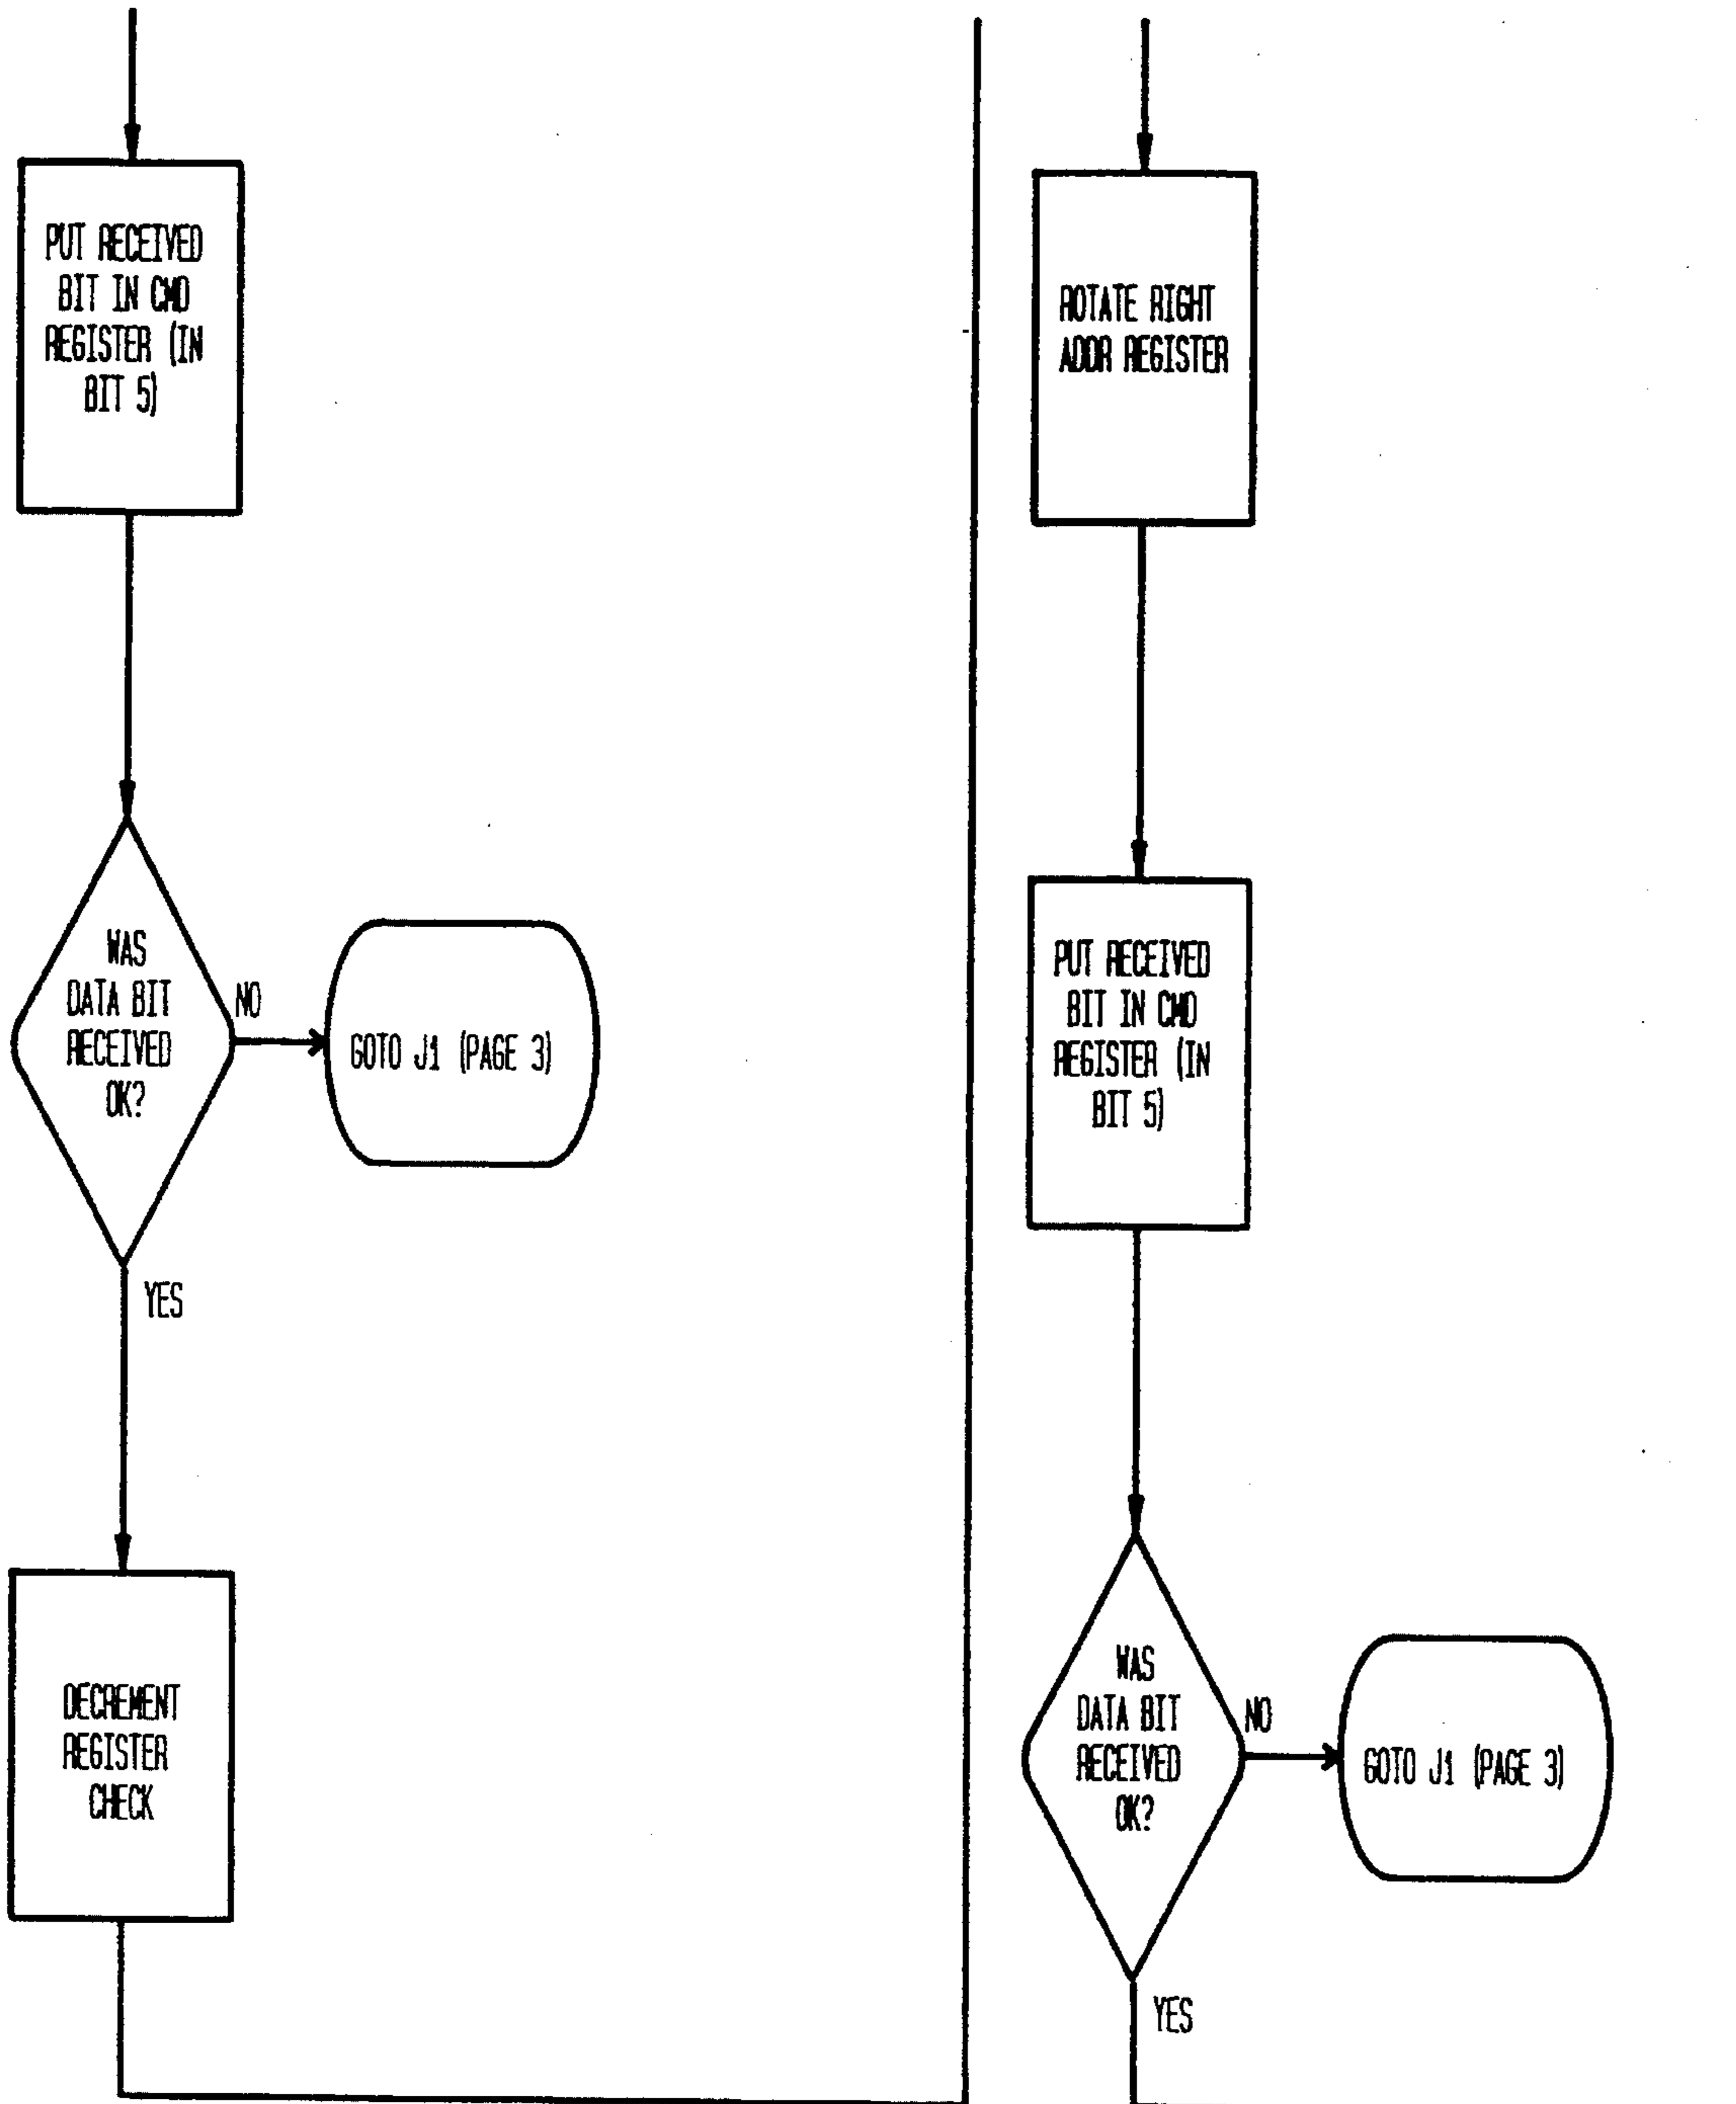 PUT RECEIVED
BIT IN CMD
REGISTER (IN
BIT 5)
WAS
DATA BIT
RECEIVED
OK?
NO
GOTO J1 (PAGE 3)
YES
DECREMENT
REGISTER
CHECK
ROTATE RIGHT
ADDR REGISTER
PUT RECEIVED
BIT IN CMD
REGISTER (IN
BIT 5)
WAS
DATA BIT
RECEIVED
OK?
NO
GOTO J1 (PAGE 3)
YES